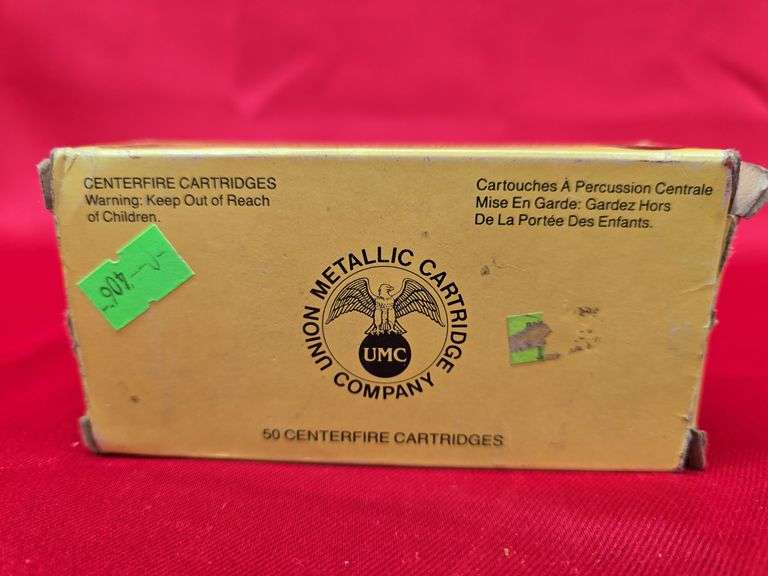 CENTERFIRE CARTRIDGES
Warning: Keep Out of Reach
of Children.
Cartouches À Percussion Centrale
Mise En Garde: Gardez Hors
De La Portée Des Enfants.
UNION METALLIC CARTRIDGE COMPANY
UMC
50 CENTERFIRE CARTRIDGES